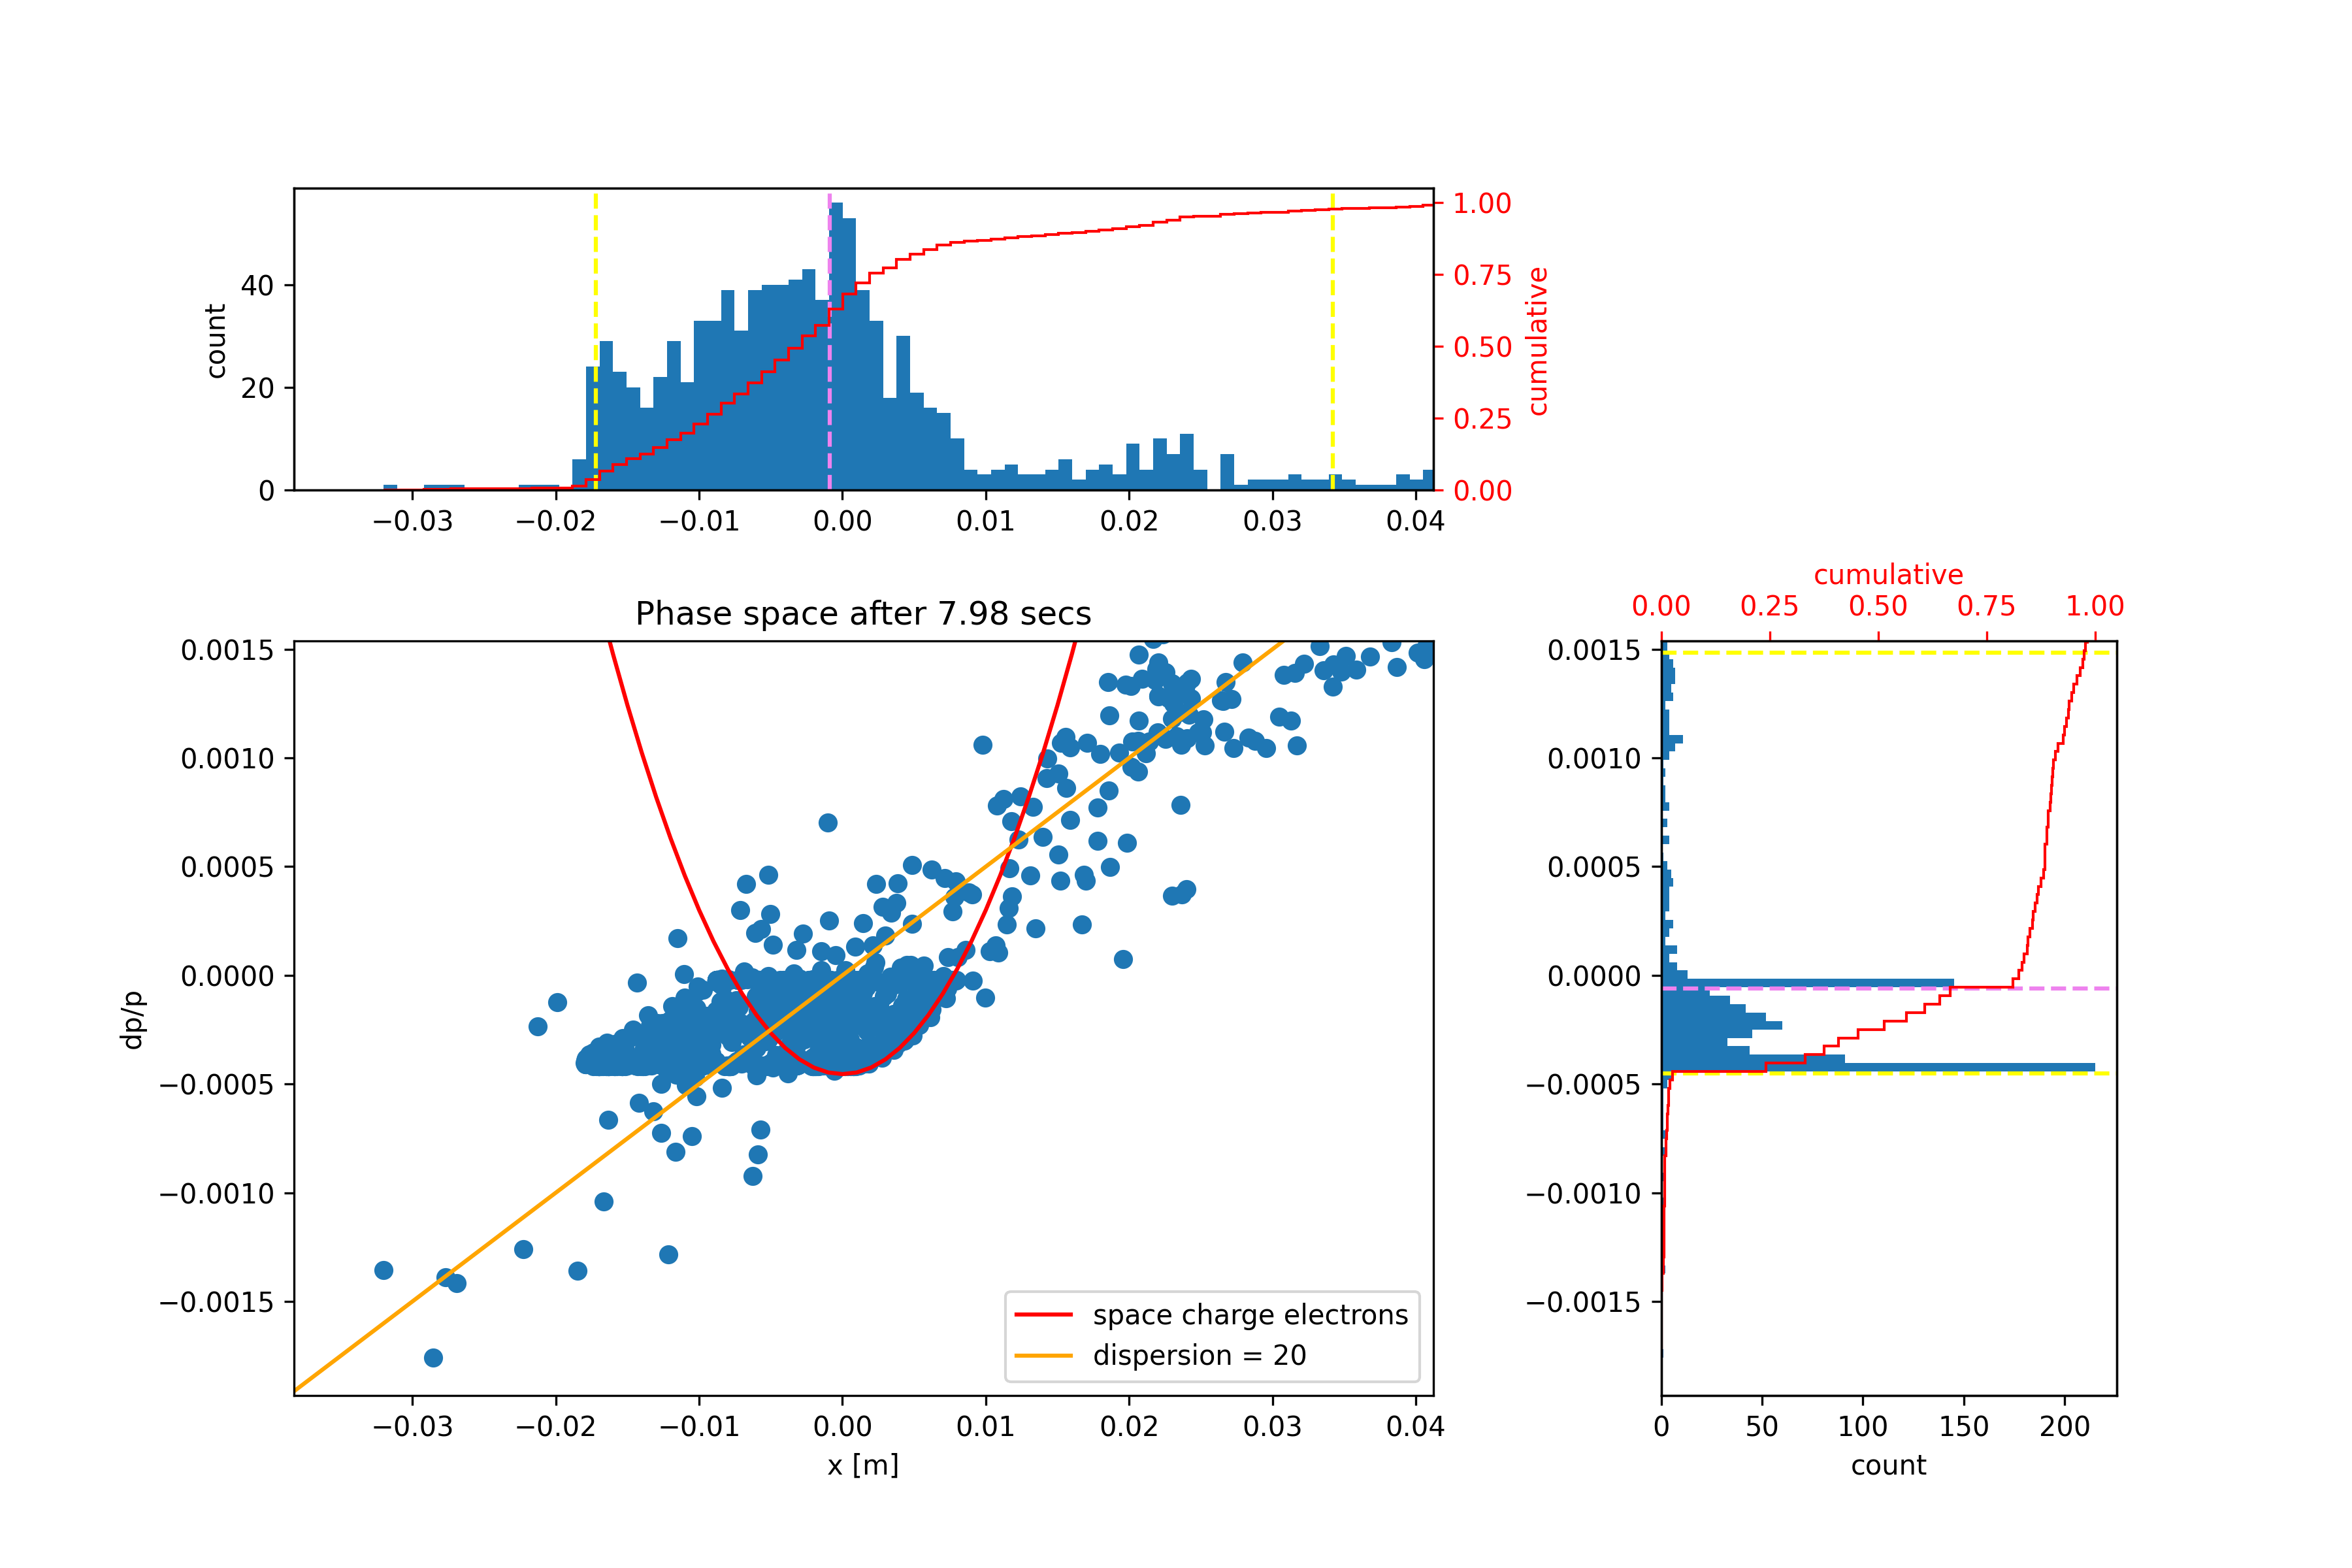 count
40
20
0
1.00
0.75
0.50
0.25
0.00
cumulative
−0.03 −0.02 −0.01 0.00 0.01 0.02 0.03 0.04
Phase space after 7.98 secs
dp/p
0.0015
0.0010
0.0005
0.0000
−0.0005
−0.0010
−0.0015
space charge electrons
dispersion = 20
−0.03 −0.02 −0.01 0.00 0.01 0.02 0.03 0.04
x [m]
cumulative
0.00 0.25 0.50 0.75 1.00
0.0015
0.0010
0.0005
0.0000
−0.0005
−0.0010
−0.0015
0 50 100 150 200
count